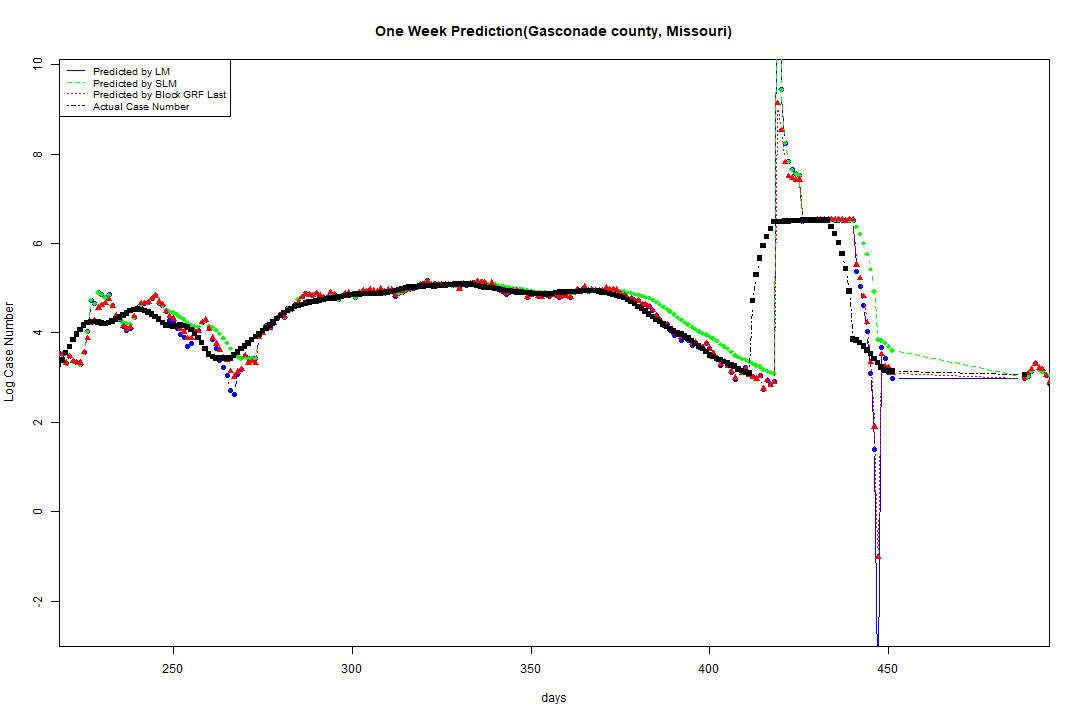 One Week Prediction(Gasconade county, Missouri)
Predicted by LM
Predicted by SLM
Predicted by Block GRF Last
Actual Case Number
10
8
6
4
2
0
-2
Log Case Number
250
300
350
400
450
days